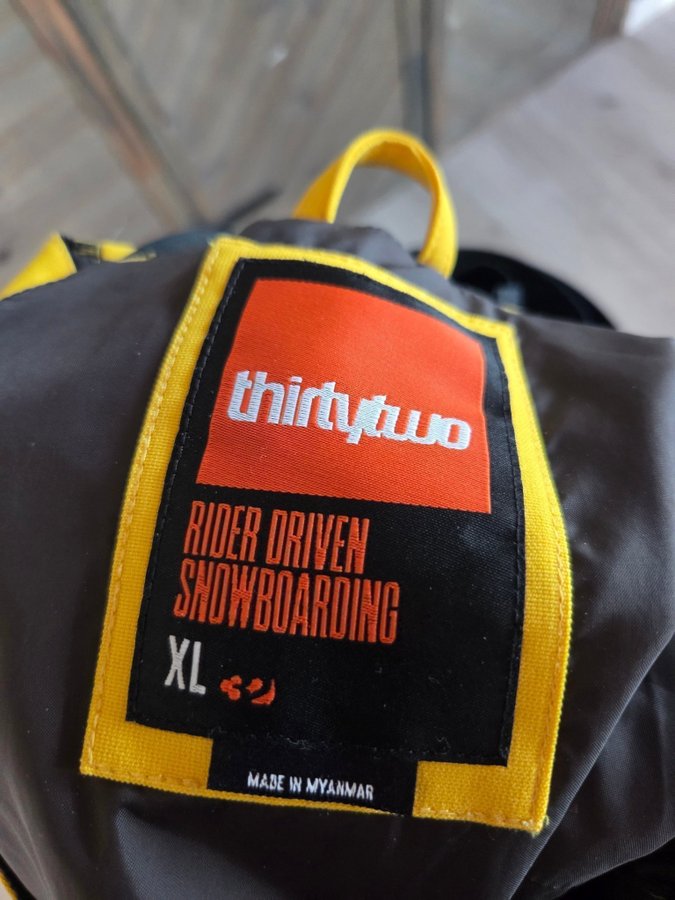 thirtytwo
RIDER DRIVEN
SNOWBOARDING
XL
MADE IN MYANMAR